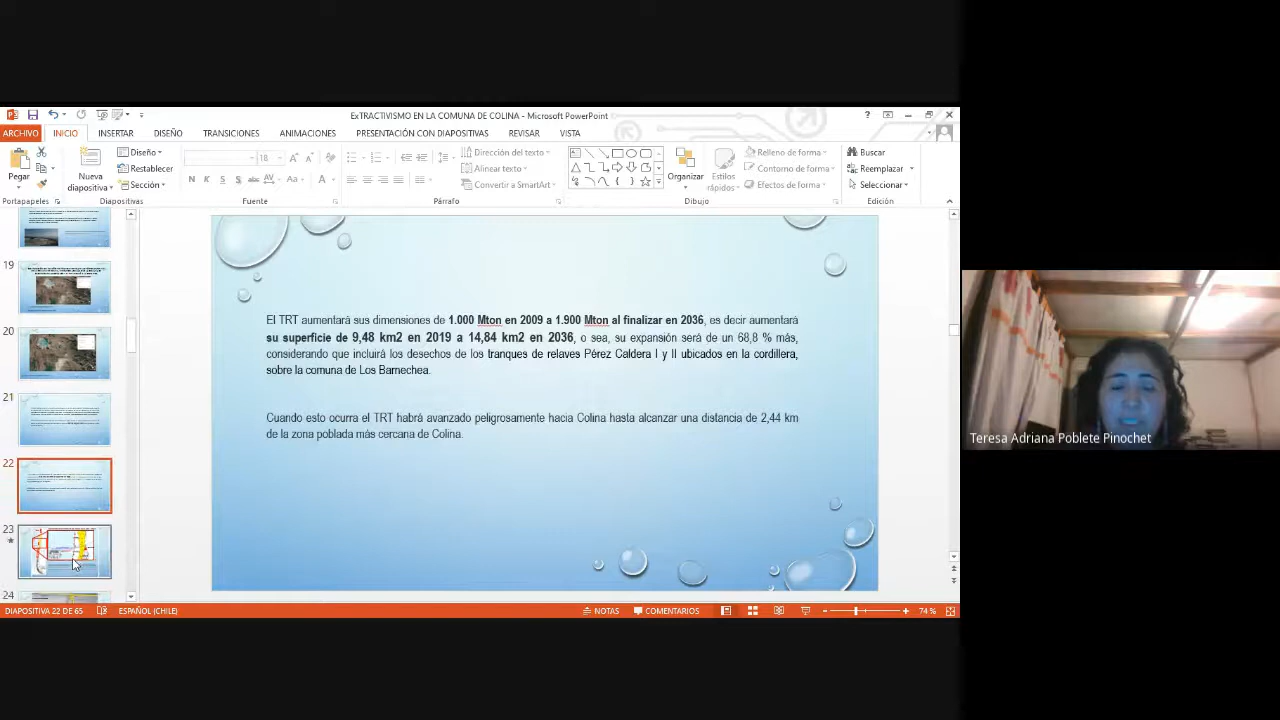 ExTRACTIVISMO EN LA COMUNA DE COLINA - Microsoft PowerPoint
ARCHIVO INICIO INSERTAR DISEÑO TRANSICIONES ANIMACIONES PRESENTACIÓN CON DIAPOSITIVAS REVISAR VISTA
Pegar
Portapapeles
Nueva
diapositiva
Diseño
Restablecer
Sección
Diapositivas
18
N K S S abc AV Aa A
Fuente
Dirección del texto
Alinear texto
Convertir a SmartArt
Párrafo
Organizar
Estilos
rápidos
Relleno de forma
Contorno de forma
Efectos de forma
Dibujo
Buscar
Reemplazar
Seleccionar
Edición
19
20
21
22
23
24
El TRT aumentará sus dimensiones de 1.000 Mton en 2009 a 1.900 Mton al finalizar en 2036, es decir aumentará
su superficie de 9,48 km2 en 2019 a 14,84 km2 en 2036, o sea, su expansión será de un 68,8 % más,
considerando que incluirá los desechos de los tranques de relaves Pérez Caldera I y II ubicados en la cordillera,
sobre la comuna de Los Barnechea.
Cuando esto ocurra el TRT habrá avanzado peligrosamente hacia Colina hasta alcanzar una distancia de 2,44 km
de la zona poblada más cercana de Colina.
Teresa Adriana Poblete Pinochet
DIAPOSITIVA 22 DE 65 ESPAÑOL (CHILE) NOTAS COMENTARIOS 74 %